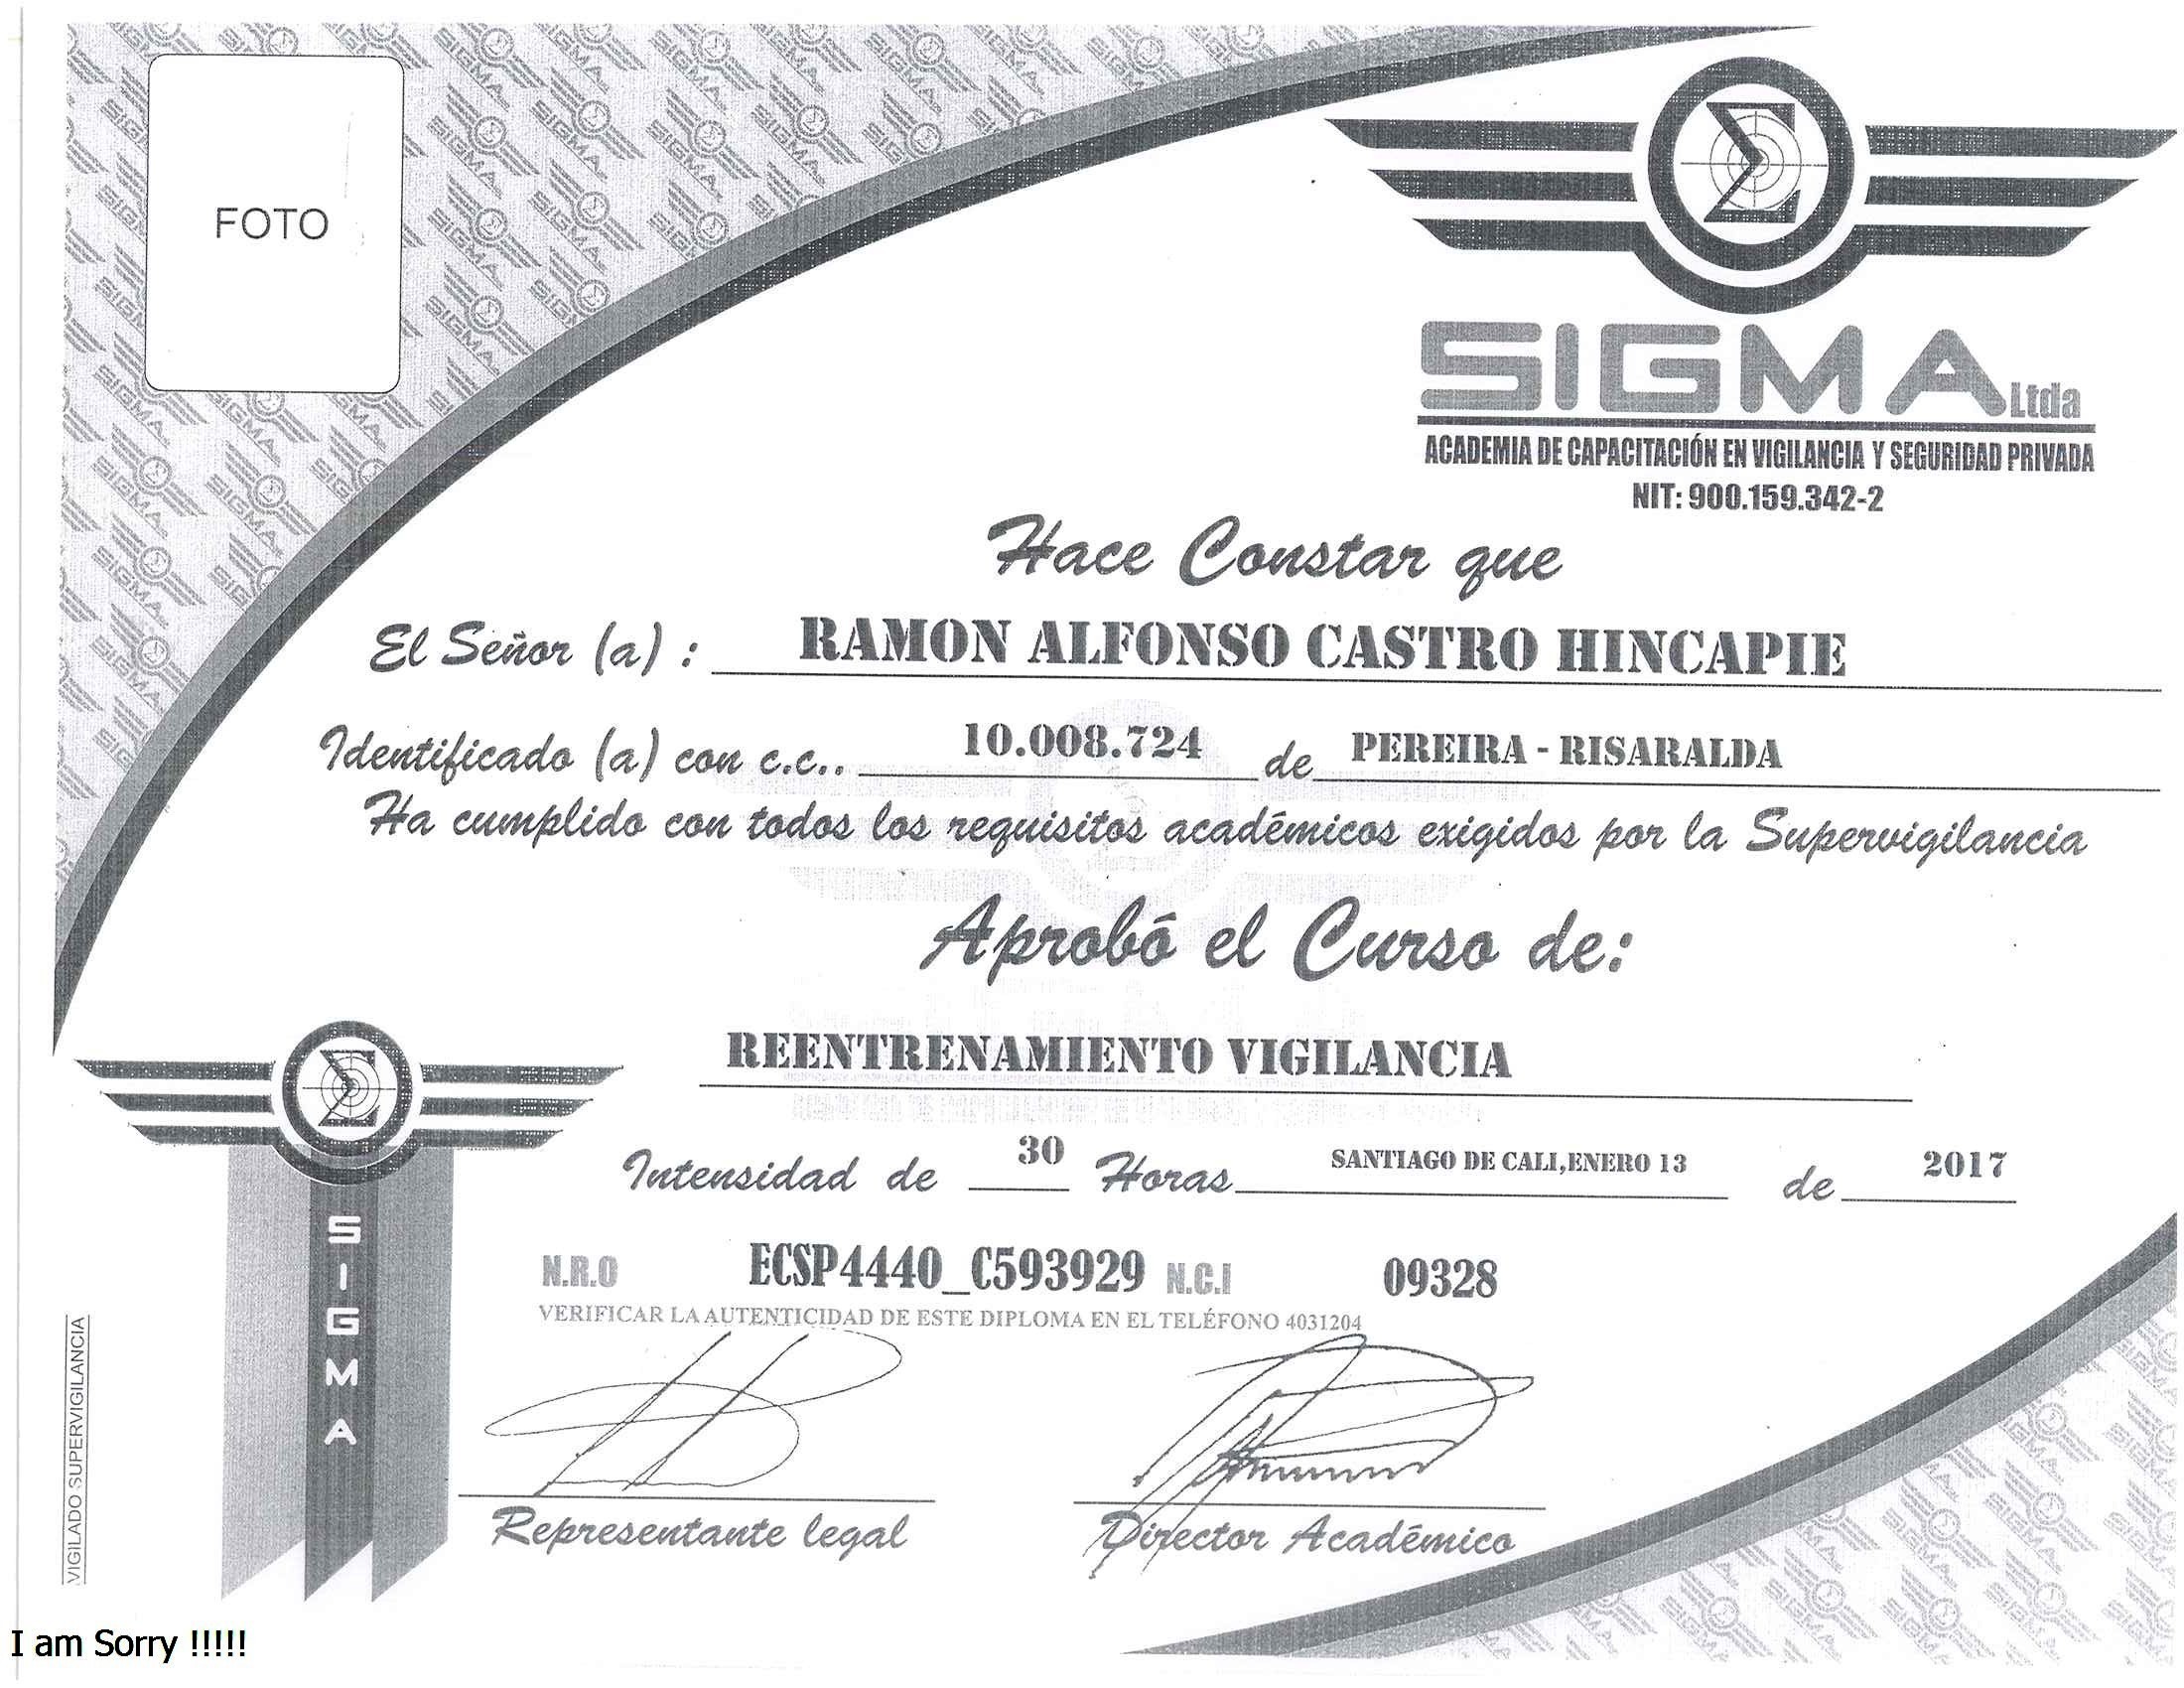 FOTO
SIGMA Ltda
ACADEMIA DE CAPACITACIÓN EN VIGILANCIA Y SEGURIDAD PRIVADA
NIT: 900.159.342-2
Hace Constar que
El Señor (a) : RAMON ALFONSO CASTRO HINCAPIE
Identificado (a) con c.c.. 10.008.724 de PEREIRA - RISARALDA
Ha cumplido con todos los requisitos académicos exigidos por la Supervigilancia
Aprobó el Curso de:
REENTRENAMIENTO VIGILANCIA
Intensidad de 30 Horas SANTIAGO DE CALI,ENERO 13 de 2017
N.R.O ECSP4440_C593929 N.C.I 09328
VERIFICAR LA AUTENTICIDAD DE ESTE DIPLOMA EN EL TELÉFONO 4031204
SIGMA
VIGILADO SUPERVIGILANCIA
Representante legal Director Académico
I am Sorry !!!!!